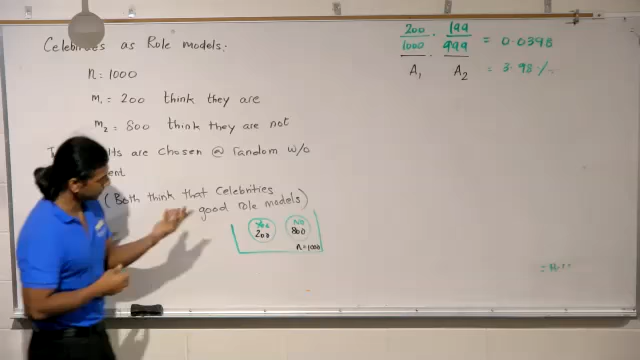 Celebrities as Role models:
n = 1000
m₁ = 200 think they are
m₂ = 800 think they are not
are chosen @ random w/o
(Both think that celebrities
good role models)
Yes
200
No
800
n=1000
200/1000 · 199/999 = 0.0398
A₁ A₂ = 3.98%